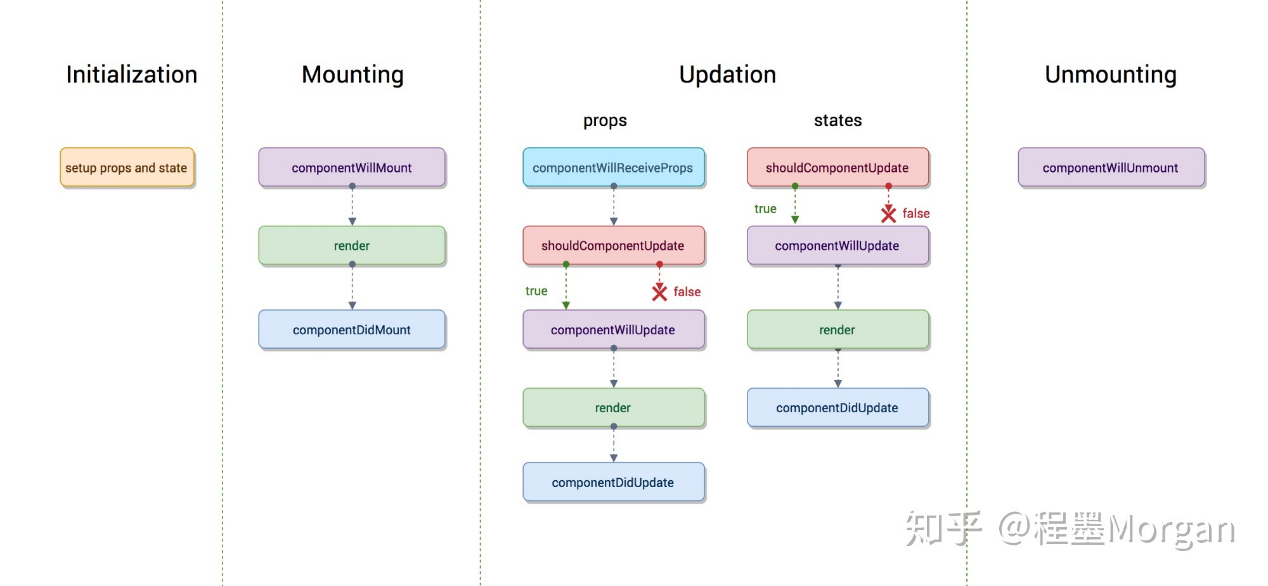 Initialization
Mounting
Updation
Unmounting
props
states
setup props and state
componentWillMount
render
componentDidMount
componentWillReceiveProps
shouldComponentUpdate
true
false
componentWillUpdate
render
componentDidUpdate
shouldComponentUpdate
true
false
componentWillUpdate
render
componentDidUpdate
componentWillUnmount
知乎 @程墨Morgan